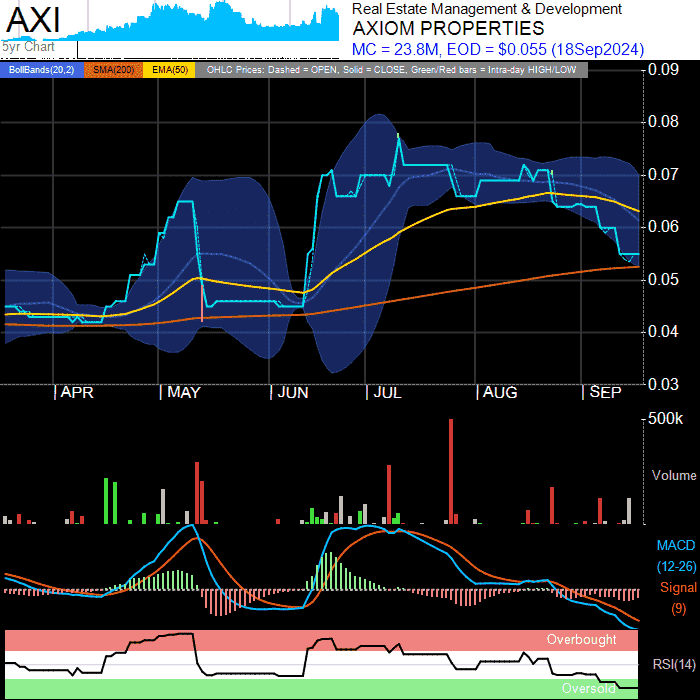 AXI
5yr Chart
Real Estate Management & Development
AXIOM PROPERTIES
MC = 23.8M, EOD = $0.055 (18Sep2024)
BollBands(20,2) SMA(200) EMA(50) OHLC Prices: Dashed = OPEN, Solid = CLOSE, Green/Red bars = Intra-day HIGH/LOW
0.09
0.08
0.07
0.06
0.05
0.04
0.03
APR MAY JUN JUL AUG SEP
500k
Volume
MACD
(12-26)
Signal
(9)
Overbought
RSI(14)
Oversold